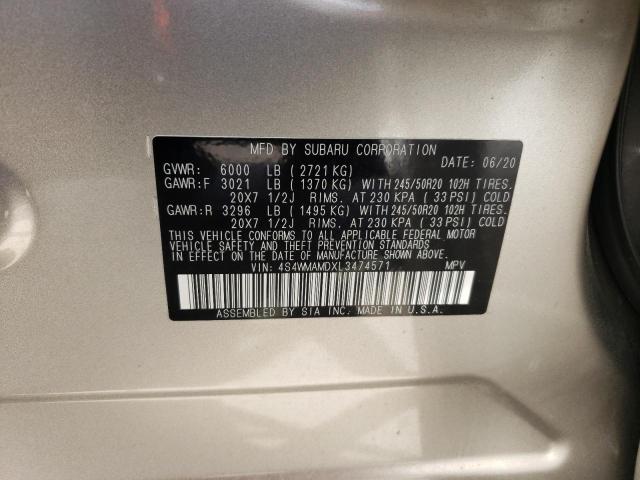 MFD BY SUBARU CORPORATION
DATE: 06/20
GVWR: 6000 LB (2721 KG)
GAWR:F 3021 LB (1370 KG) WITH 245/50R20 102H TIRES.
20X7 1/2J RIMS. AT 230 KPA (33 PSI) COLD
GAWR:R 3296 LB (1495 KG) WITH 245/50R20 102H TIRES.
20X7 1/2J RIMS. AT 230 KPA (33 PSI) COLD
THIS VEHICLE CONFORMS TO ALL APPLICABLE FEDERAL MOTOR
VEHICLE SAFETY AND THEFT PREVENTION STANDARDS
IN EFFECT ON THE DATE OF MANUFACTURE SHOWN ABOVE.
VIN: 4S4WMAMDXL3474571 MPV
ASSEMBLED BY SIA INC. MADE IN U.S.A.